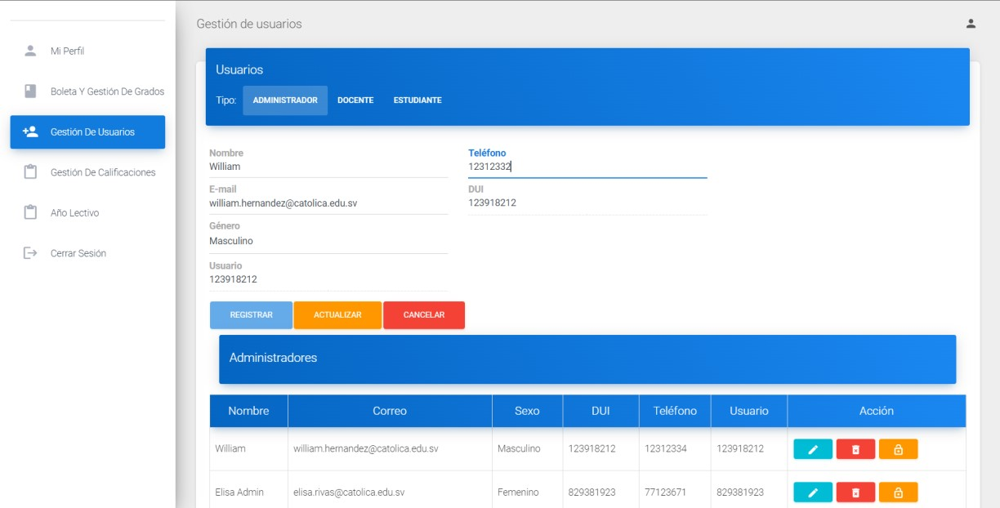 Gestión de usuarios
Mi Perfil
Boleta Y Gestión De Grados
Gestión De Usuarios
Gestión De Calificaciones
Año Lectivo
Cerrar Sesión
Usuarios
Tipo: ADMINISTRADOR DOCENTE ESTUDIANTE
Nombre
William
Teléfono
12312332
E-mail
william.hernandez@catolica.edu.sv
DUI
123918212
Género
Masculino
Usuario
123918212
REGISTRAR ACTUALIZAR CANCELAR
Administradores
Nombre Correo Sexo DUI Teléfono Usuario Acción
William william.hernandez@catolica.edu.sv Masculino 123918212 12312334 123918212
Elisa Admin elisa.rivas@catolica.edu.sv Femenino 829381923 77123671 829381923